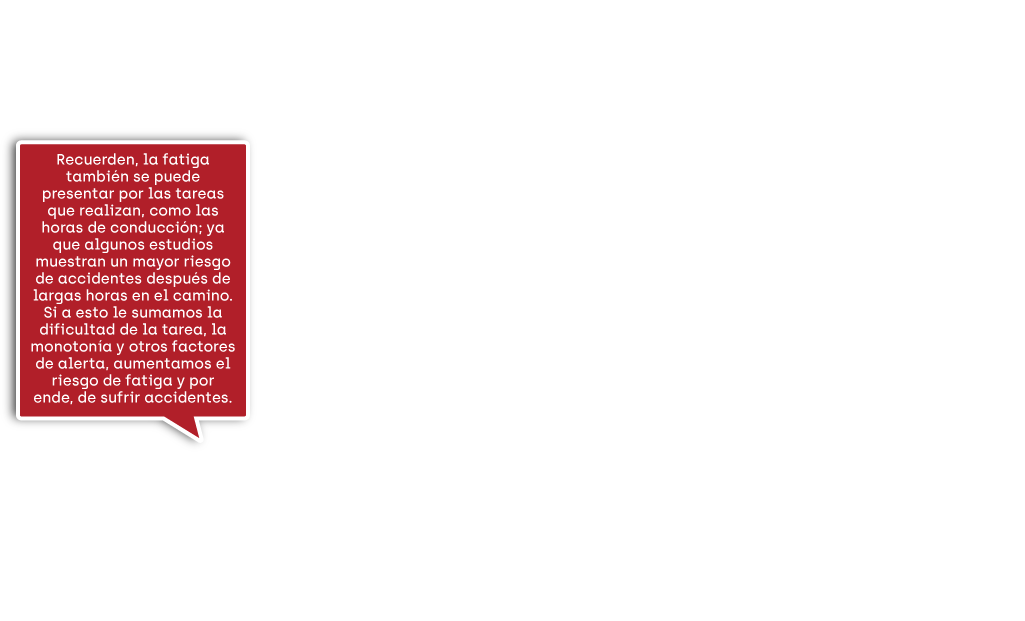 Recuerden, la fatiga
también se puede
presentar por las tareas
que realizan, como las
horas de conducción; ya
que algunos estudios
muestran un mayor riesgo
de accidentes después de
largas horas en el camino.
Si a esto le sumamos la
dificultad de la tarea, la
monotonía y otros factores
de alerta, aumentamos el
riesgo de fatiga y por
ende, de sufrir accidentes.